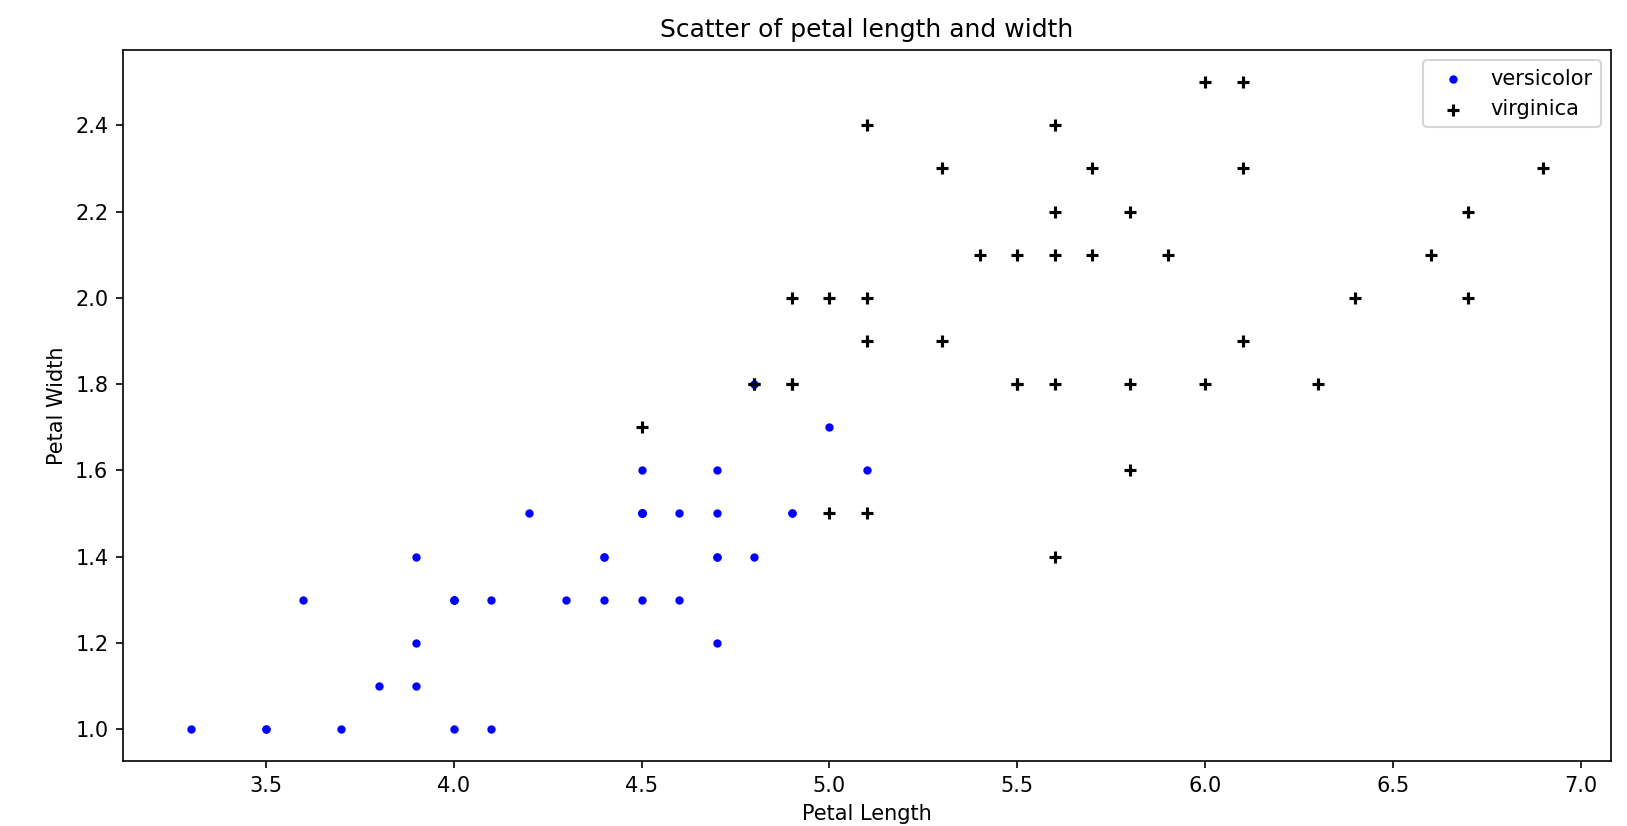 Scatter of petal length and width
versicolor
virginica
Petal Width
2.4
2.2
2.0
1.8
1.6
1.4
1.2
1.0
3.5 4.0 4.5 5.0 5.5 6.0 6.5 7.0
Petal Length